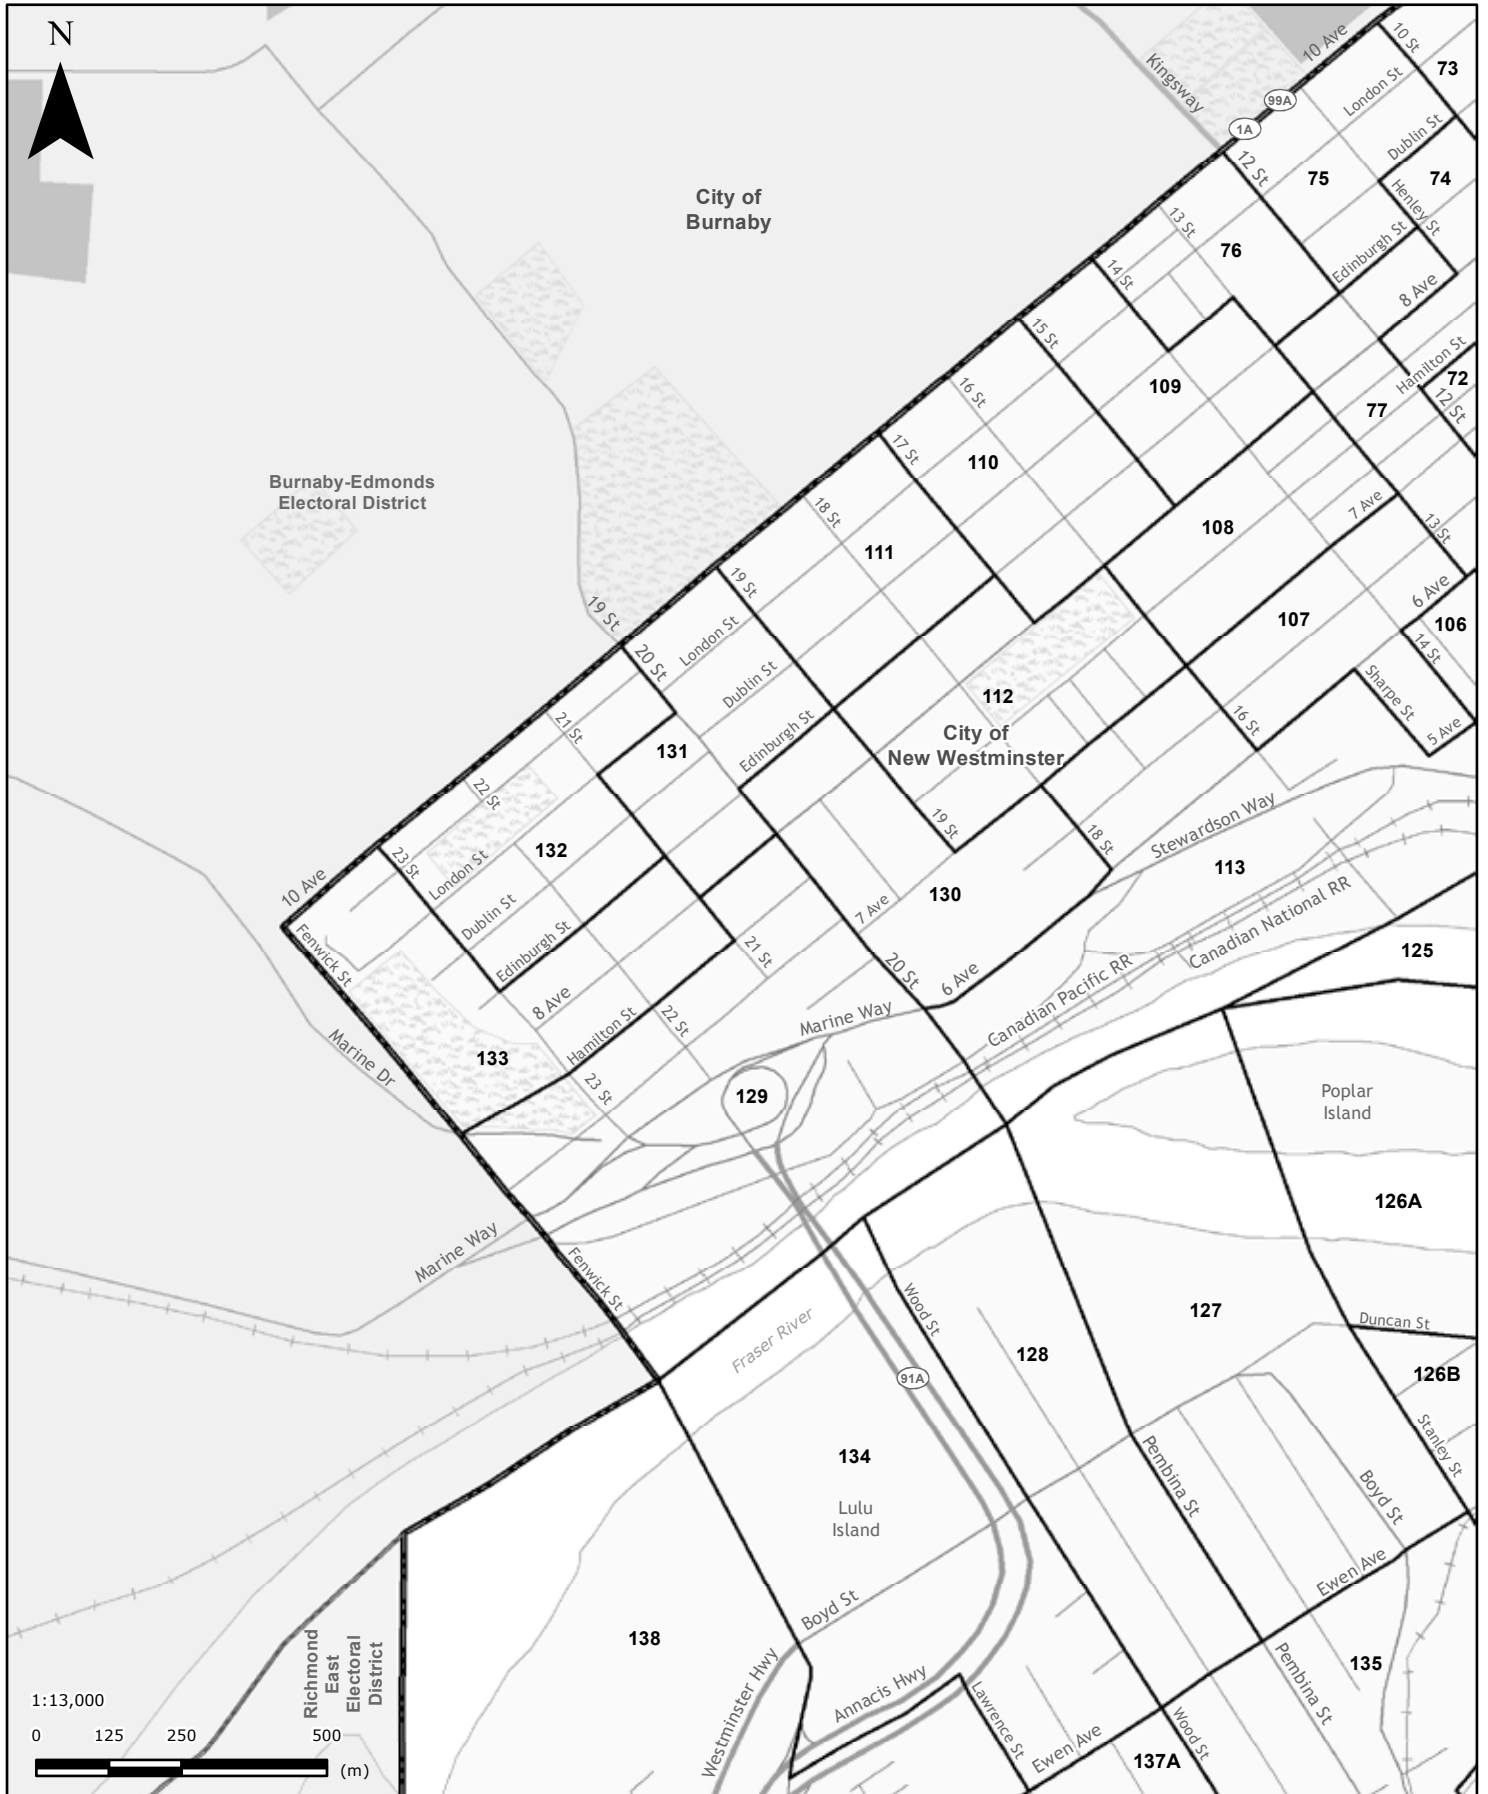 N
10 Ave
10 St
73
Kingsway
London St
99A
1A
Dublin St
12 St
75
74
Henley St
City of
Burnaby
13 St
76
Edinburgh St
14 St
8 Ave
15 St
Hamilton St
72
109
16 St
12 St
77
17 St
110
Burnaby-Edmonds
Electoral District
18 St
7 Ave
108
13 St
111
19 St
19 St
6 Ave
107
106
London St
20 St
14 St
Dublin St
Sharpe St
112
21 St
16 St
City of
New Westminster
131
Edinburgh St
5 Ave
22 St
Stewardson Way
19 St
18 St
132
23 St
London St
113
10 Ave
130
Dublin St
7 Ave
Canadian National RR
Fenwick St
Edinburgh St
21 St
20 St
125
6 Ave
8 Ave
Canadian Pacific RR
Hamilton St
22 St
Marine Way
Marine Dr
133
23 St
129
Poplar
Island
126A
Marine Way
Fenwick St
Wood St
127
Fraser River
Duncan St
128
91A
126B
134
Stanley St
Pembina St
Boyd St
Lulu
Island
Ewen Ave
Boyd St
138
Richmond
East
Electoral
District
Westminster Hwy
Annacis Hwy
135
Pembina St
Lawrence St
Wood St
Ewen Ave
137A
1:13,000
0 125 250 500
(m)